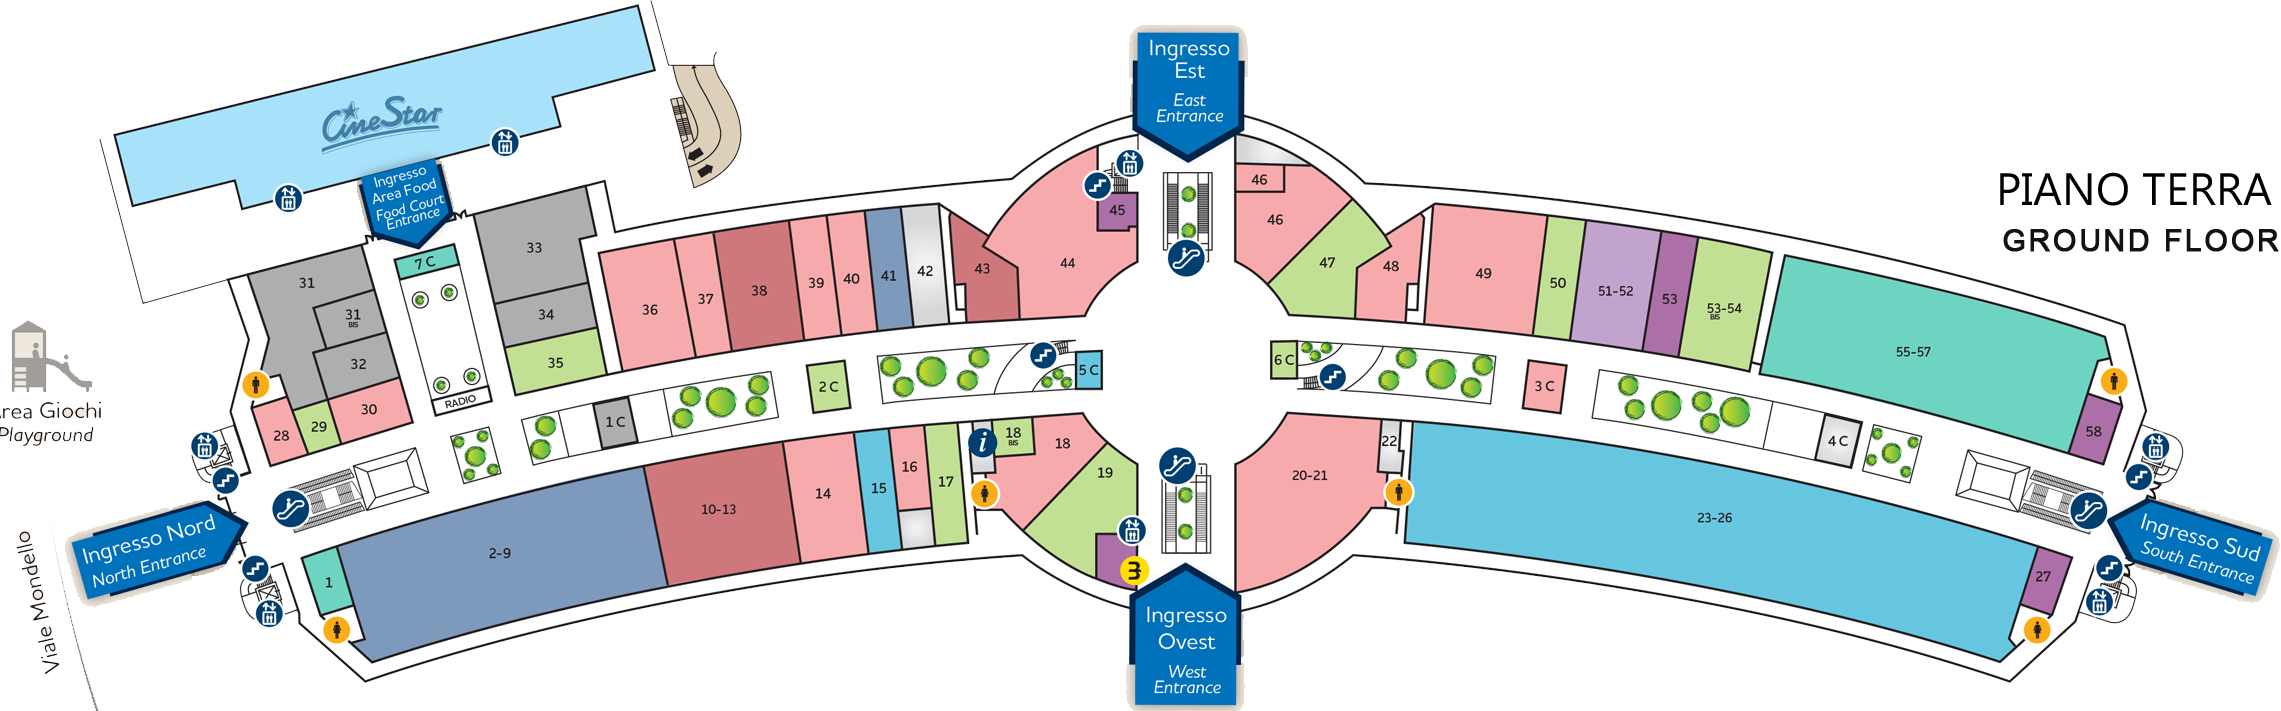 PIANO TERRA
GROUND FLOOR
CineStar
Ingresso
Area Food
Food Court
Entrance
Ingresso
Est
East
Entrance
Ingresso Nord
North Entrance
Ingresso
Ovest
West
Entrance
Ingresso Sud
South Entrance
rea Giochi
Playground
Viale Mondello
RADIO
7 C
31
31
BIS
32
33
34
35
28
29
30
36
37
38
39
40
41
42
43
44
45
46
46
47
48
49
50
51-52
53
53-54
BIS
55-57
58
1 C
2 C
5 C
6 C
3 C
4 C
1
2-9
10-13
14
15
16
17
i
18
BIS
18
19
m
20-21
22
23-26
27